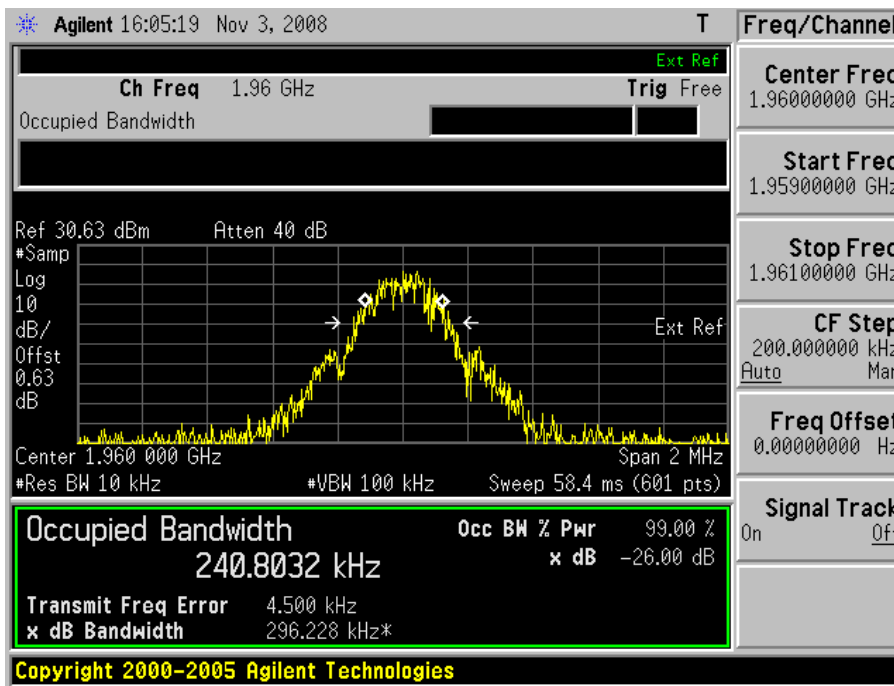 Agilent 16:05:19 Nov 3, 2008 T
Freq/Channel
Ext Ref
Ch Freq 1.96 GHz Trig Free
Occupied Bandwidth
Center Freq
1.96000000 GHz
Start Freq
1.95900000 GHz
Stop Freq
1.96100000 GHz
CF Step
200.000000 kHz
Auto Man
Freq Offset
0.00000000 Hz
Signal Track
On Off
Ref 30.63 dBm Atten 40 dB
#Samp
Log
10
dB/
Offst
0.63
dB
Ext Ref
Center 1.960 000 GHz Span 2 MHz
#Res BW 10 kHz #VBW 100 kHz Sweep 58.4 ms (601 pts)
Occupied Bandwidth Occ BW % Pwr 99.00 %
240.8032 kHz x dB -26.00 dB
Transmit Freq Error 4.500 kHz
x dB Bandwidth 296.228 kHz*
Copyright 2000-2005 Agilent Technologies